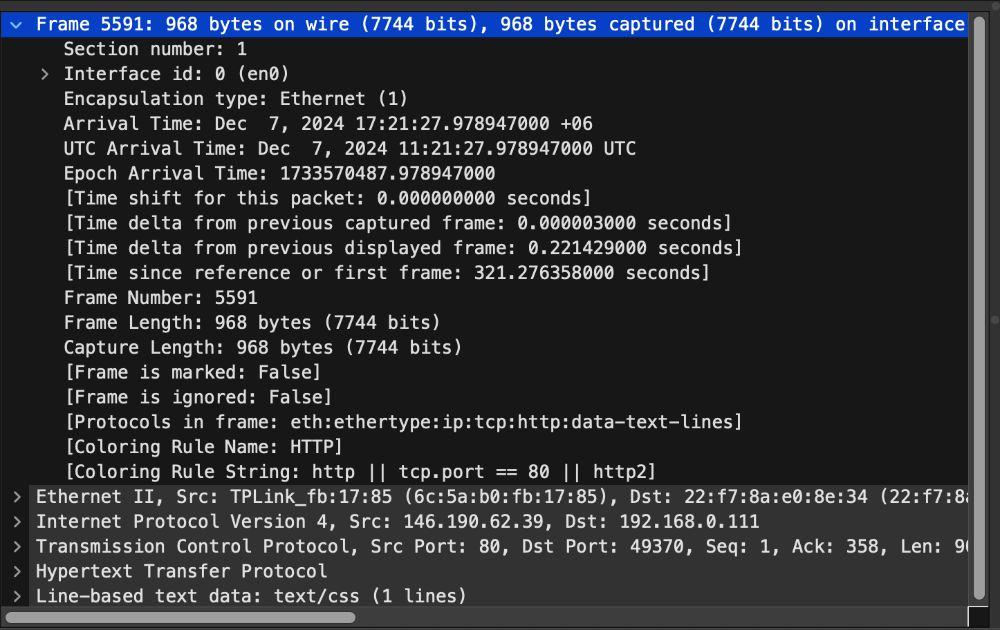 Frame 5591: 968 bytes on wire (7744 bits), 968 bytes captured (7744 bits) on interface
Section number: 1
Interface id: 0 (en0)
Encapsulation type: Ethernet (1)
Arrival Time: Dec  7, 2024 17:21:27.978947000 +06
UTC Arrival Time: Dec  7, 2024 11:21:27.978947000 UTC
Epoch Arrival Time: 1733570487.978947000
[Time shift for this packet: 0.000000000 seconds]
[Time delta from previous captured frame: 0.000003000 seconds]
[Time delta from previous displayed frame: 0.221429000 seconds]
[Time since reference or first frame: 321.276358000 seconds]
Frame Number: 5591
Frame Length: 968 bytes (7744 bits)
Capture Length: 968 bytes (7744 bits)
[Frame is marked: False]
[Frame is ignored: False]
[Protocols in frame: eth:ethertype:ip:tcp:http:data-text-lines]
[Coloring Rule Name: HTTP]
[Coloring Rule String: http || tcp.port == 80 || http2]
Ethernet II, Src: TPLink_fb:17:85 (6c:5a:b0:fb:17:85), Dst: 22:f7:8a:e0:8e:34 (22:f7:8a
Internet Protocol Version 4, Src: 146.190.62.39, Dst: 192.168.0.111
Transmission Control Protocol, Src Port: 80, Dst Port: 49370, Seq: 1, Ack: 358, Len: 9
Hypertext Transfer Protocol
Line-based text data: text/css (1 lines)